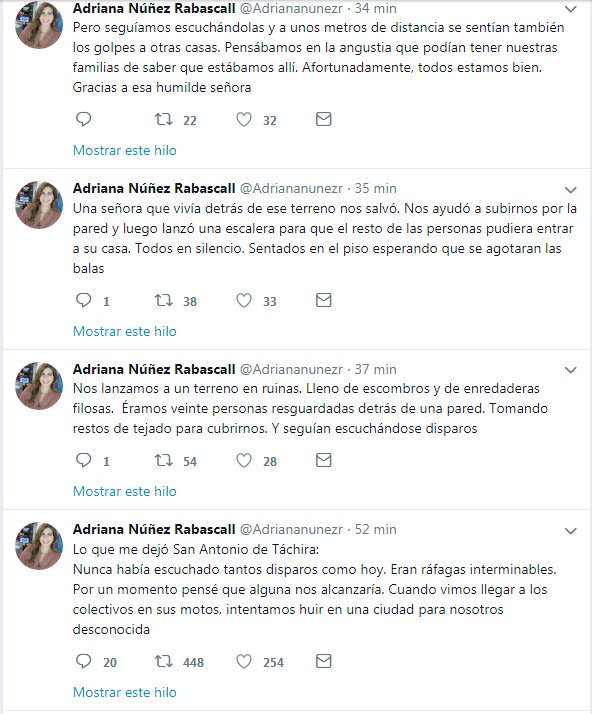 Adriana Núñez Rabascall @Adriananunezr · 34 min
Pero seguíamos escuchándolas y a unos metros de distancia se sentían también
los golpes a otras casas. Pensábamos en la angustia que podían tener nuestras
familias de saber que estábamos allí. Afortunadamente, todos estamos bien.
Gracias a esa humilde señora
22 32
Mostrar este hilo
Adriana Núñez Rabascall @Adriananunezr · 35 min
Una señora que vivía detrás de ese terreno nos salvó. Nos ayudó a subirnos por la
pared y luego lanzó una escalera para que el resto de las personas pudiera entrar
a su casa. Todos en silencio. Sentados en el piso esperando que se agotaran las
balas
1 38 33
Mostrar este hilo
Adriana Núñez Rabascall @Adriananunezr · 37 min
Nos lanzamos a un terreno en ruinas. Lleno de escombros y de enredaderas
filosas. Éramos veinte personas resguardadas detrás de una pared. Tomando
restos de tejado para cubrirnos. Y seguían escuchándose disparos
1 54 28
Mostrar este hilo
Adriana Núñez Rabascall @Adriananunezr · 52 min
Lo que me dejó San Antonio de Táchira:
Nunca había escuchado tantos disparos como hoy. Eran ráfagas interminables.
Por un momento pensé que alguna nos alcanzaría. Cuando vimos llegar a los
colectivos en sus motos, intentamos huir en una ciudad para nosotros
desconocida
20 448 254
Mostrar este hilo